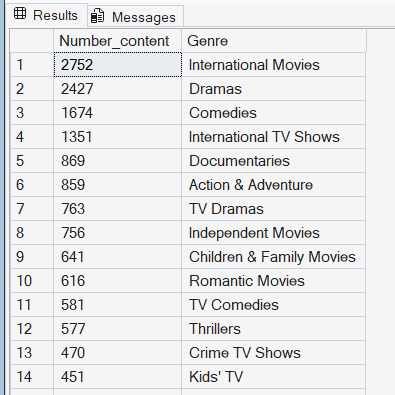 Results Messages
Number_content Genre
1 2752 International Movies
2 2427 Dramas
3 1674 Comedies
4 1351 International TV Shows
5 869 Documentaries
6 859 Action & Adventure
7 763 TV Dramas
8 756 Independent Movies
9 641 Children & Family Movies
10 616 Romantic Movies
11 581 TV Comedies
12 577 Thrillers
13 470 Crime TV Shows
14 451 Kids' TV